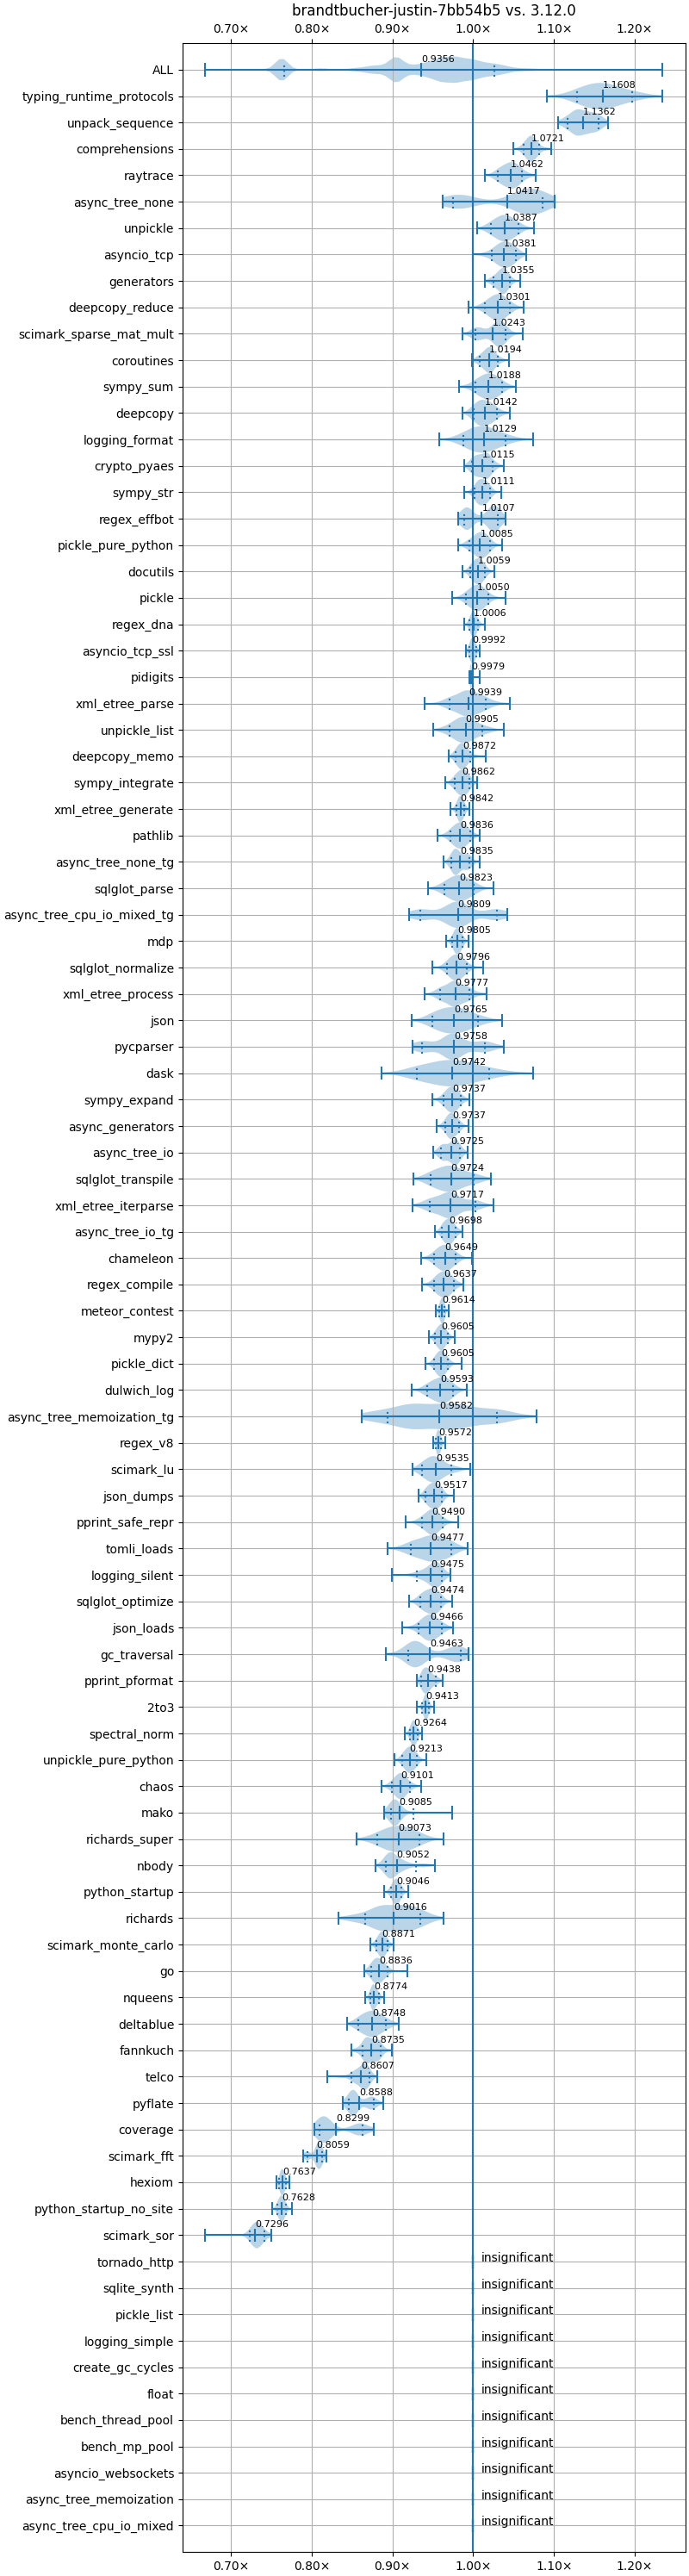 brandtbucher-justin-7bb54b5 vs. 3.12.0
0.70× 0.80× 0.90× 1.00× 1.10× 1.20×
ALL 0.9356
typing_runtime_protocols 1.1608
unpack_sequence 1.1362
comprehensions 1.0721
raytrace 1.0462
async_tree_none 1.0417
unpickle 1.0387
asyncio_tcp 1.0381
generators 1.0355
deepcopy_reduce 1.0301
scimark_sparse_mat_mult 1.0243
coroutines 1.0194
sympy_sum 1.0188
deepcopy 1.0142
logging_format 1.0129
crypto_pyaes 1.0115
sympy_str 1.0111
regex_effbot 1.0107
pickle_pure_python 1.0085
docutils 1.0059
pickle 1.0050
regex_dna 1.0006
asyncio_tcp_ssl 0.9992
pidigits 0.9979
xml_etree_parse 0.9939
unpickle_list 0.9905
deepcopy_memo 0.9872
sympy_integrate 0.9862
xml_etree_generate 0.9842
pathlib 0.9836
async_tree_none_tg 0.9835
sqlglot_parse 0.9823
async_tree_cpu_io_mixed_tg 0.9809
mdp 0.9805
sqlglot_normalize 0.9796
xml_etree_process 0.9777
json 0.9765
pycparser 0.9758
dask 0.9742
sympy_expand 0.9737
async_generators 0.9737
async_tree_io 0.9725
sqlglot_transpile 0.9724
xml_etree_iterparse 0.9717
async_tree_io_tg 0.9698
chameleon 0.9649
regex_compile 0.9637
meteor_contest 0.9614
mypy2 0.9605
pickle_dict 0.9605
dulwich_log 0.9593
async_tree_memoization_tg 0.9582
regex_v8 0.9572
scimark_lu 0.9535
json_dumps 0.9517
pprint_safe_repr 0.9490
tomli_loads 0.9477
logging_silent 0.9475
sqlglot_optimize 0.9474
json_loads 0.9466
gc_traversal 0.9463
pprint_pformat 0.9438
2to3 0.9413
spectral_norm 0.9264
unpickle_pure_python 0.9213
chaos 0.9101
mako 0.9085
richards_super 0.9073
nbody 0.9052
python_startup 0.9046
richards 0.9016
scimark_monte_carlo 0.8871
go 0.8836
nqueens 0.8774
deltablue 0.8748
fannkuch 0.8735
telco 0.8607
pyflate 0.8588
coverage 0.8299
scimark_fft 0.8059
hexiom 0.7637
python_startup_no_site 0.7628
scimark_sor 0.7296
tornado_http insignificant
sqlite_synth insignificant
pickle_list insignificant
logging_simple insignificant
create_gc_cycles insignificant
float insignificant
bench_thread_pool insignificant
bench_mp_pool insignificant
asyncio_websockets insignificant
async_tree_memoization insignificant
async_tree_cpu_io_mixed insignificant
0.70× 0.80× 0.90× 1.00× 1.10× 1.20×